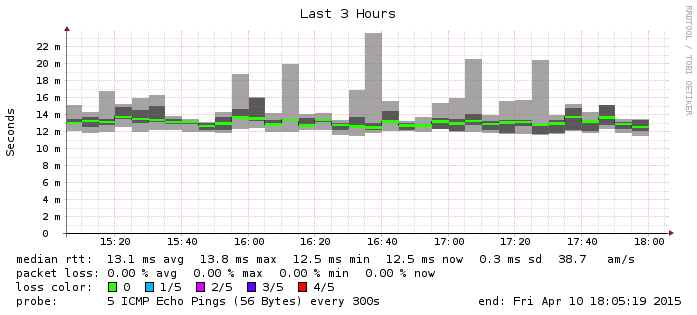 Last 3 Hours
RRDTOOL / TOBI OETIKER
Seconds
22 m
20 m
18 m
16 m
14 m
12 m
10 m
8 m
6 m
4 m
2 m
0
15:20 15:40 16:00 16:20 16:40 17:00 17:20 17:40 18:00
median rtt: 13.1 ms avg 13.8 ms max 12.5 ms min 12.5 ms now 0.3 ms sd 38.7 am/s
packet loss: 0.00 % avg 0.00 % max 0.00 % min 0.00 % now
loss color: 0 1/5 2/5 3/5 4/5
probe: 5 ICMP Echo Pings (56 Bytes) every 300s end: Fri Apr 10 18:05:19 2015